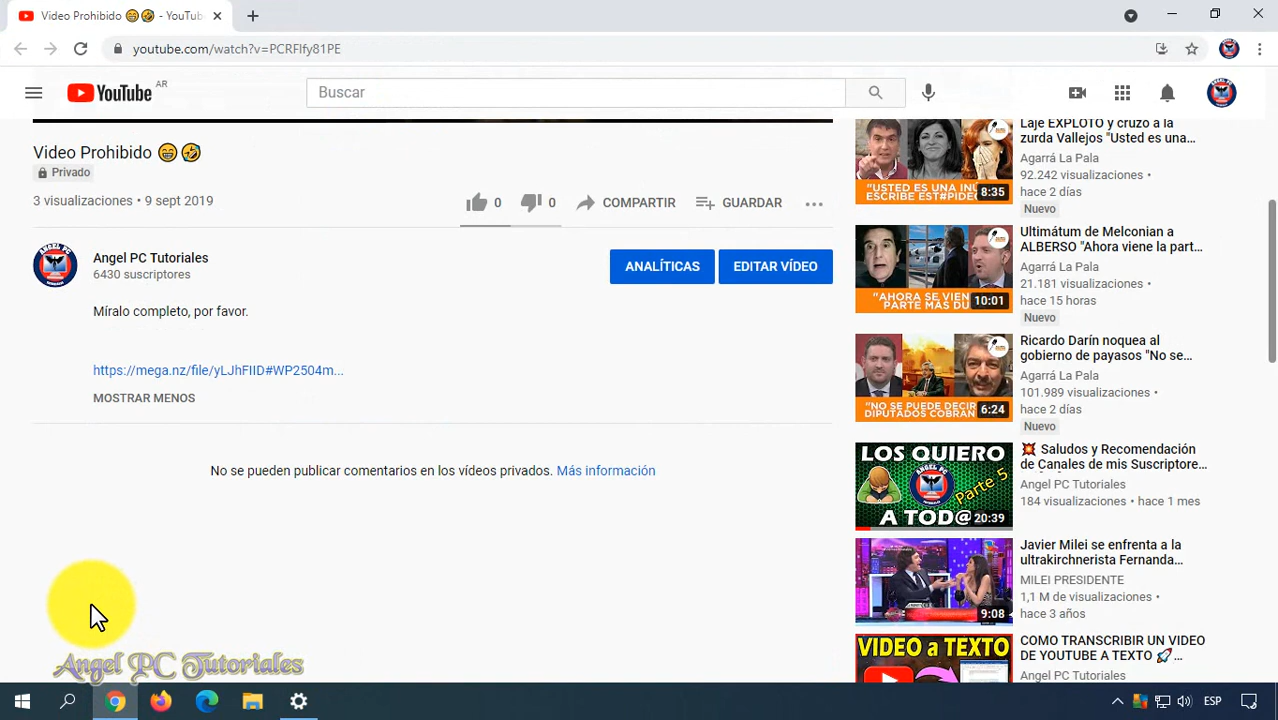 Video Prohibido 😁🤣 - YouTub
youtube.com/watch?v=PCRFIfy81PE
YouTube AR
Buscar
Video Prohibido 😁🤣
Privado
3 visualizaciones • 9 sept 2019
0
0
COMPARTIR
GUARDAR
Angel PC Tutoriales
6430 suscriptores
ANALÍTICAS
EDITAR VÍDEO
Míralo completo, por favor.
https://mega.nz/file/yLJhFIID#WP2504m...
MOSTRAR MENOS
No se pueden publicar comentarios en los vídeos privados. Más información
"USTED ES UNA INU
ESCRIBE EST#PIDEC
8:35
Laje EXPLOTÓ y cruzó a la
zurda Vallejos "Usted es una...
Agarrá La Pala
92.242 visualizaciones •
hace 2 días
Nuevo
"AHORA SE VIEN
PARTE MÁS DU
10:01
Ultimátum de Melconian a
ALBERSO "Ahora viene la part...
Agarrá La Pala
21.181 visualizaciones •
hace 15 horas
Nuevo
"NO SE PUEDE DECIR
DIPUTADOS COBRAN
6:24
Ricardo Darín noquea al
gobierno de payasos "No se...
Agarrá La Pala
101.989 visualizaciones •
hace 2 días
Nuevo
LOS QUIERO
ANGEL PC
Parte 5
A TOD@
20:39
💥 Saludos y Recomendación
de Canales de mis Suscriptore...
Angel PC Tutoriales
184 visualizaciones • hace 1 mes
9:08
Javier Milei se enfrenta a la
ultrakirchnerista Fernanda...
MILEI PRESIDENTE
1,1 M de visualizaciones •
hace 3 años
VIDEO a TEXTO
COMO TRANSCRIBIR UN VIDEO
DE YOUTUBE A TEXTO 🚀...
Angel PC Tutoriales
Angel PC Tutoriales
ESP